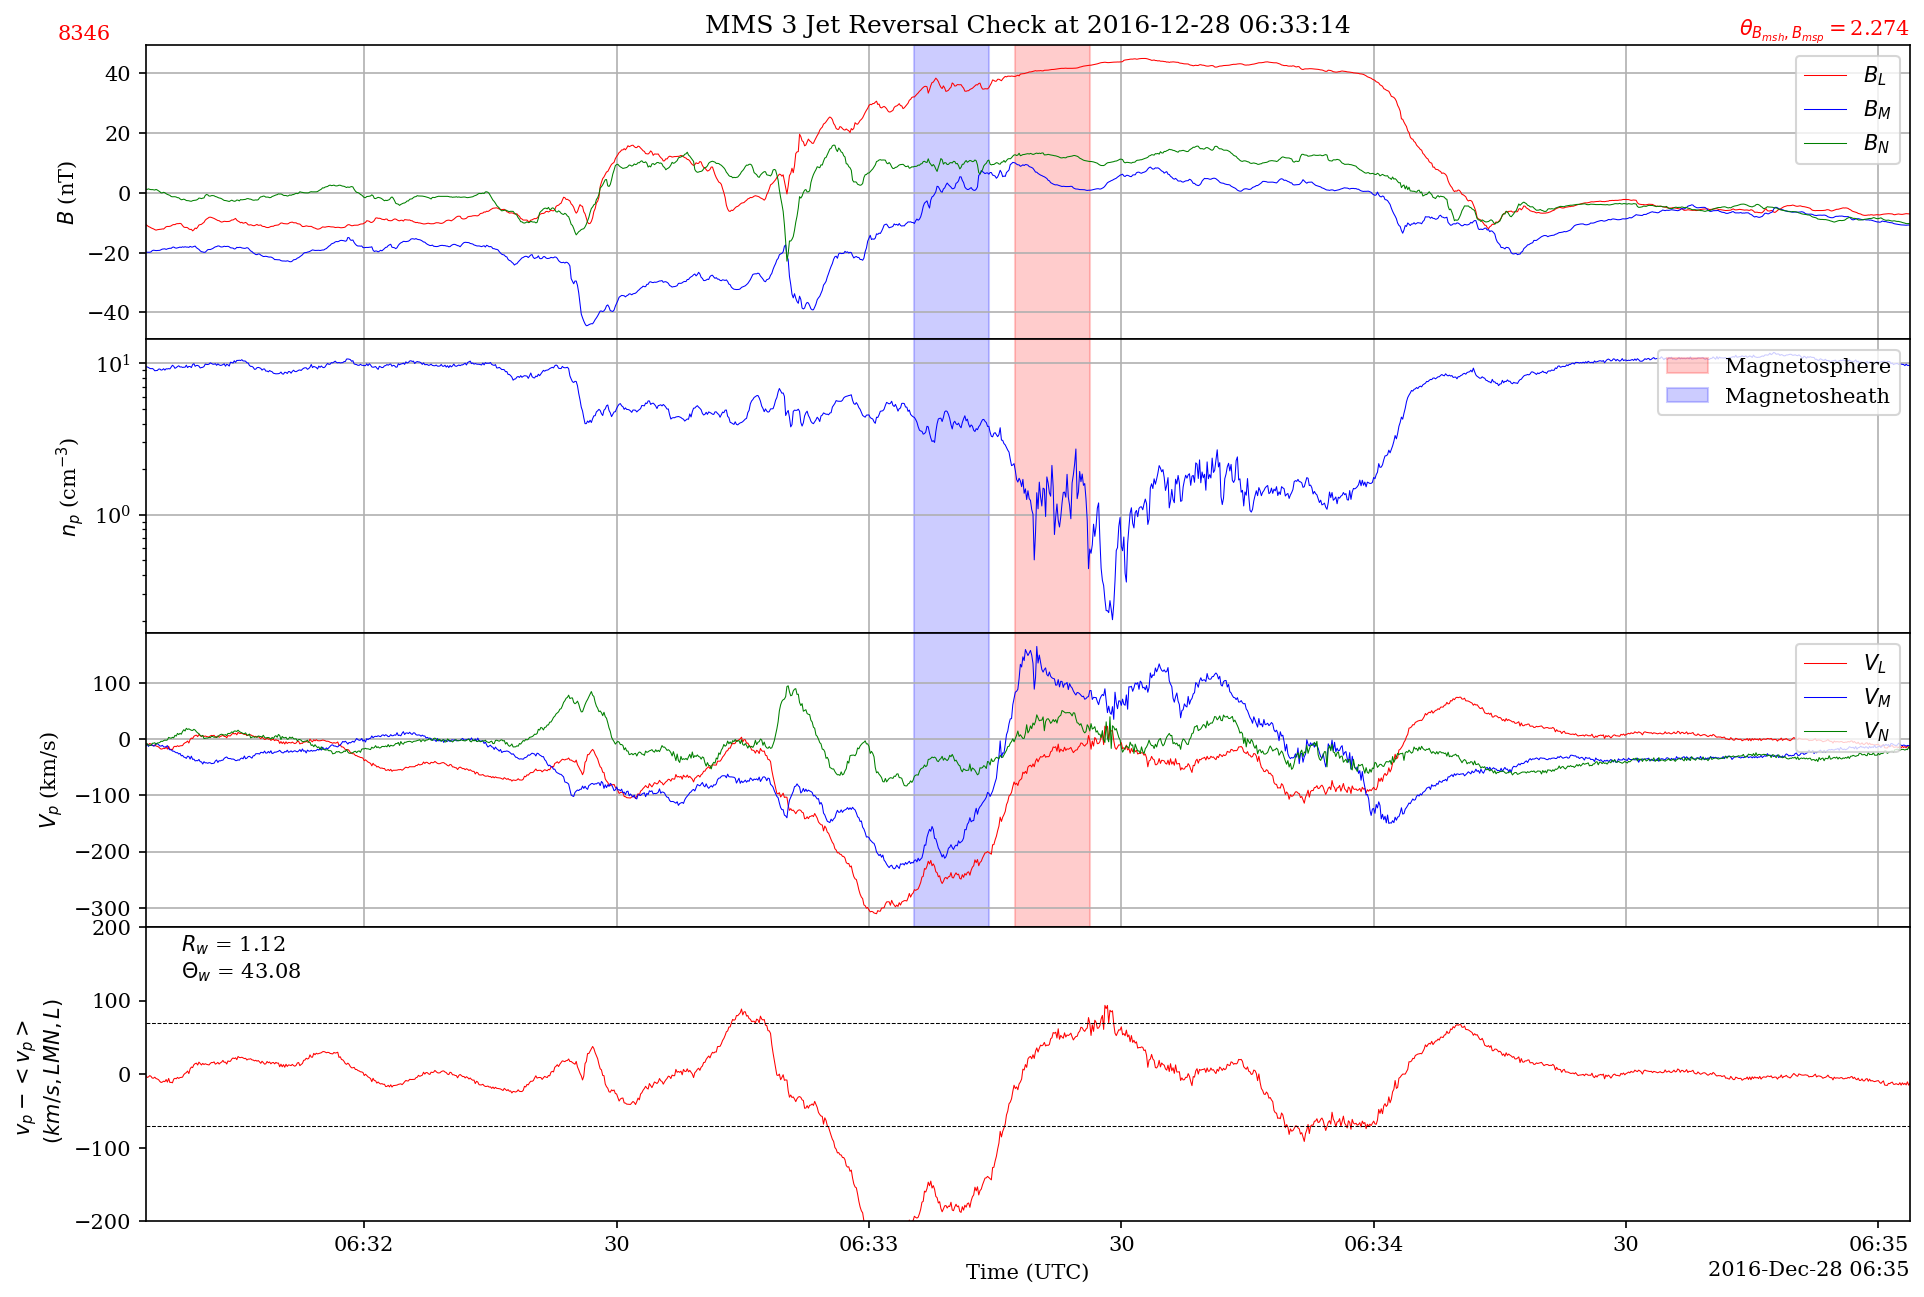 MMS 3 Jet Reversal Check at 2016-12-28 06:33:14
8346
θ_{B_{msh}, B_{msp}} = 2.274
B (nT)
40
20
0
−20
−40
B_L
B_M
B_N
n_p (cm^{−3})
10^1
10^0
Magnetosphere
Magnetosheath
V_p (km/s)
100
0
−100
−200
−300
V_L
V_M
V_N
v_p − < v_p >
(km/s, LMN, L)
200
100
0
−100
−200
R_w = 1.12
Θ_w = 43.08
06:32
30
06:33
30
06:34
30
06:35
Time (UTC)
2016-Dec-28 06:35